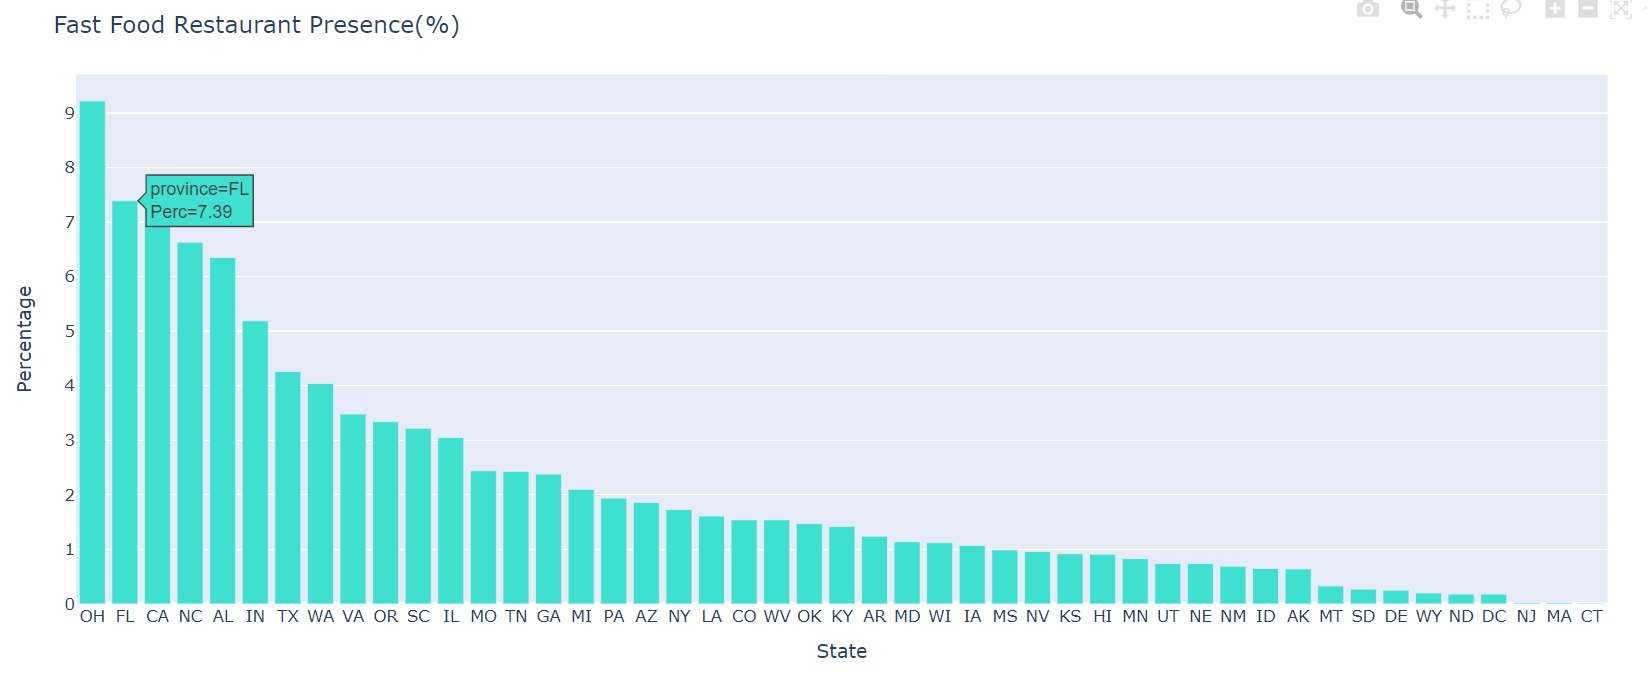 Fast Food Restaurant Presence(%)
9
8
province=FL
Perc=7.39
7
6
5
4
3
2
1
0
Percentage
OH FL CA NC AL IN TX WA VA OR SC IL MO TN GA MI PA AZ NY LA CO WV OK KY AR MD WI IA MS NV KS HI MN UT NE NM ID AK MT SD DE WY ND DC NJ MA CT
State